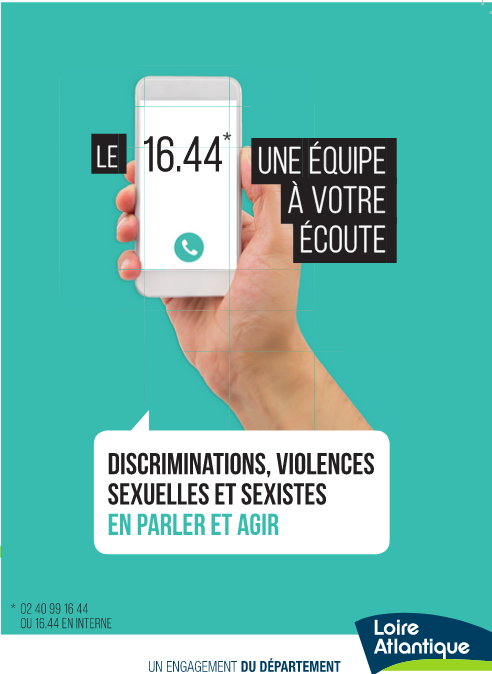 LE 16.44* UNE ÉQUIPE
À VOTRE
ÉCOUTE
DISCRIMINATIONS, VIOLENCES
SEXUELLES ET SEXISTES
EN PARLER ET AGIR
* 02 40 99 16 44
OU 16.44 EN INTERNE
Loire
Atlantique
UN ENGAGEMENT DU DÉPARTEMENT